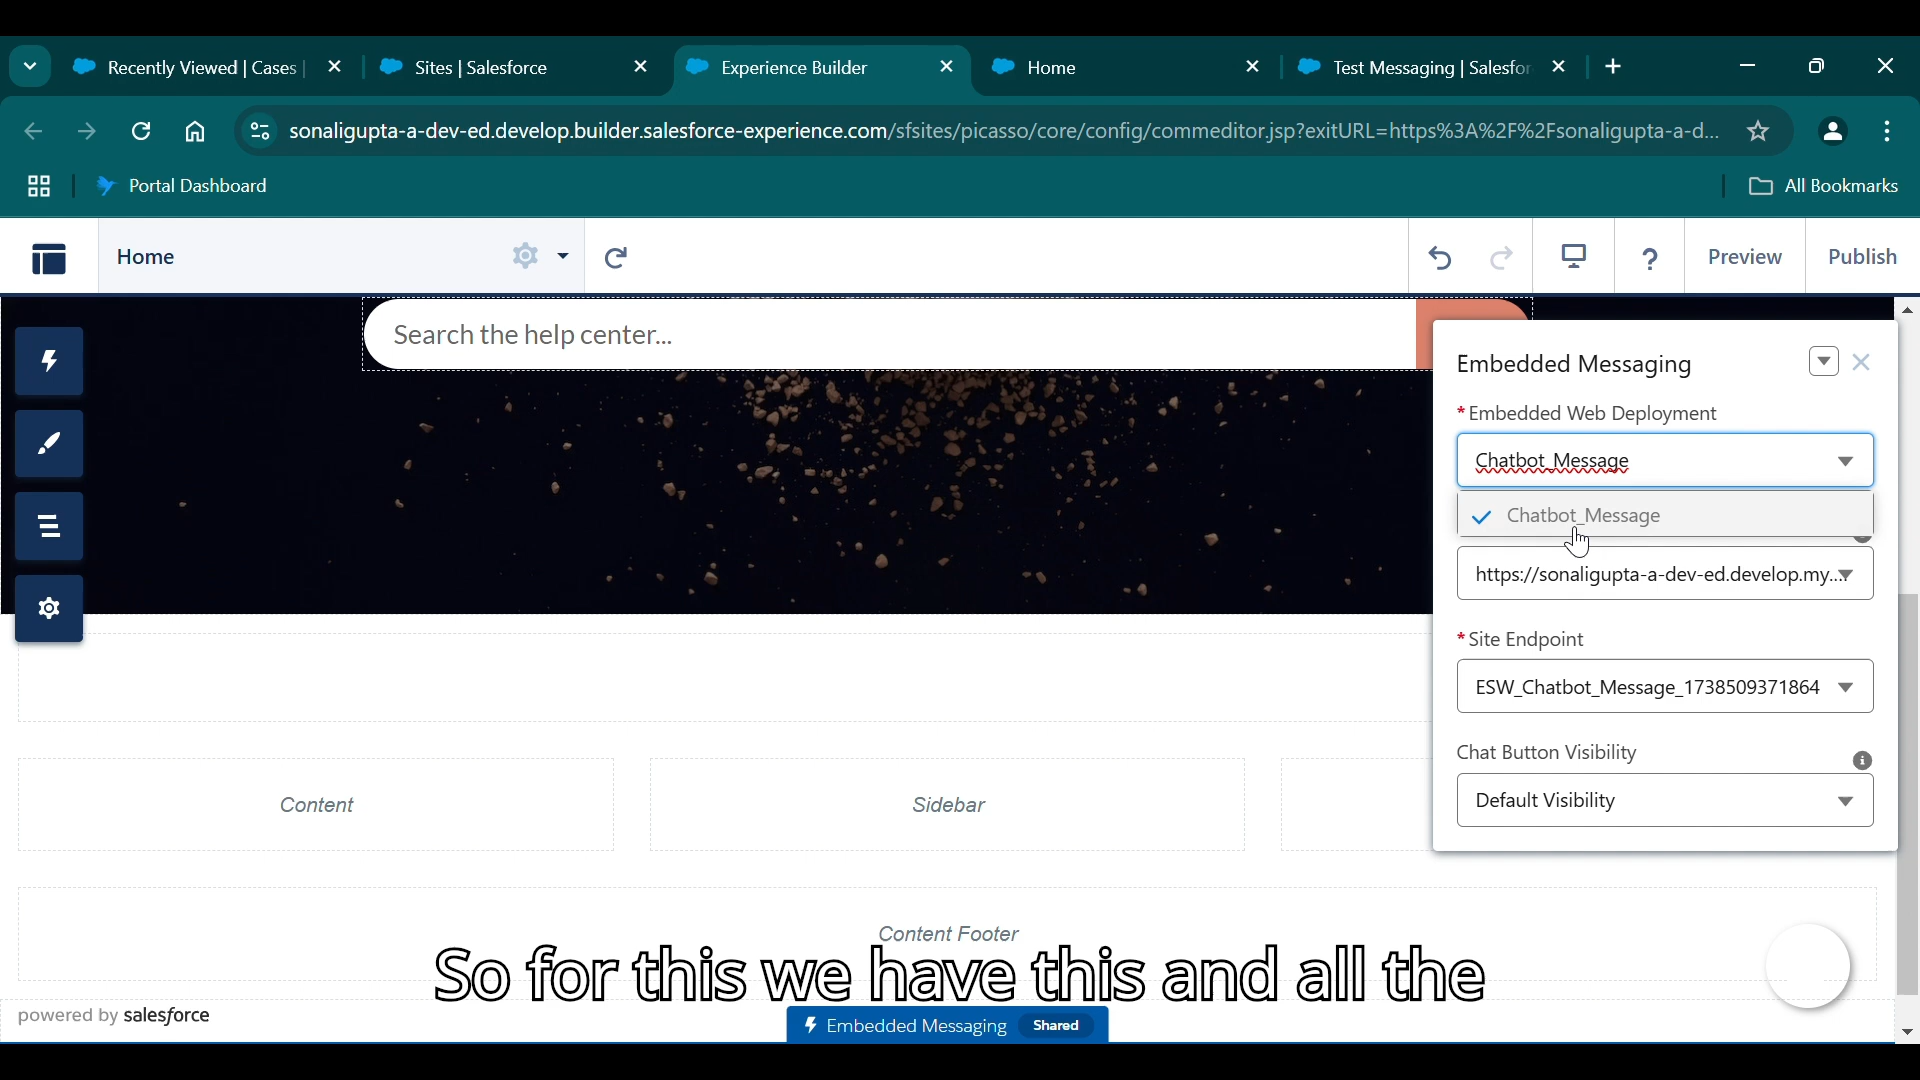 Recently Viewed | Cases |
Sites | Salesforce
Experience Builder
Home
Test Messaging | Salesfor
sonaligupta-a-dev-ed.develop.builder.salesforce-experience.com/sfsites/picasso/core/config/commeditor.jsp?exitURL=https%3A%2F%2Fsonaligupta-a-d...
Portal Dashboard
All Bookmarks
Home
?
Preview
Publish
Search the help center...
Embedded Messaging
* Embedded Web Deployment
Chatbot_Message
Chatbot_Message
https://sonaligupta-a-dev-ed.develop.my....
* Site Endpoint
ESW_Chatbot_Message_1738509371864
Chat Button Visibility
Default Visibility
Content
Sidebar
Content Footer
So for this we have this and all the
powered by salesforce
Embedded Messaging Shared